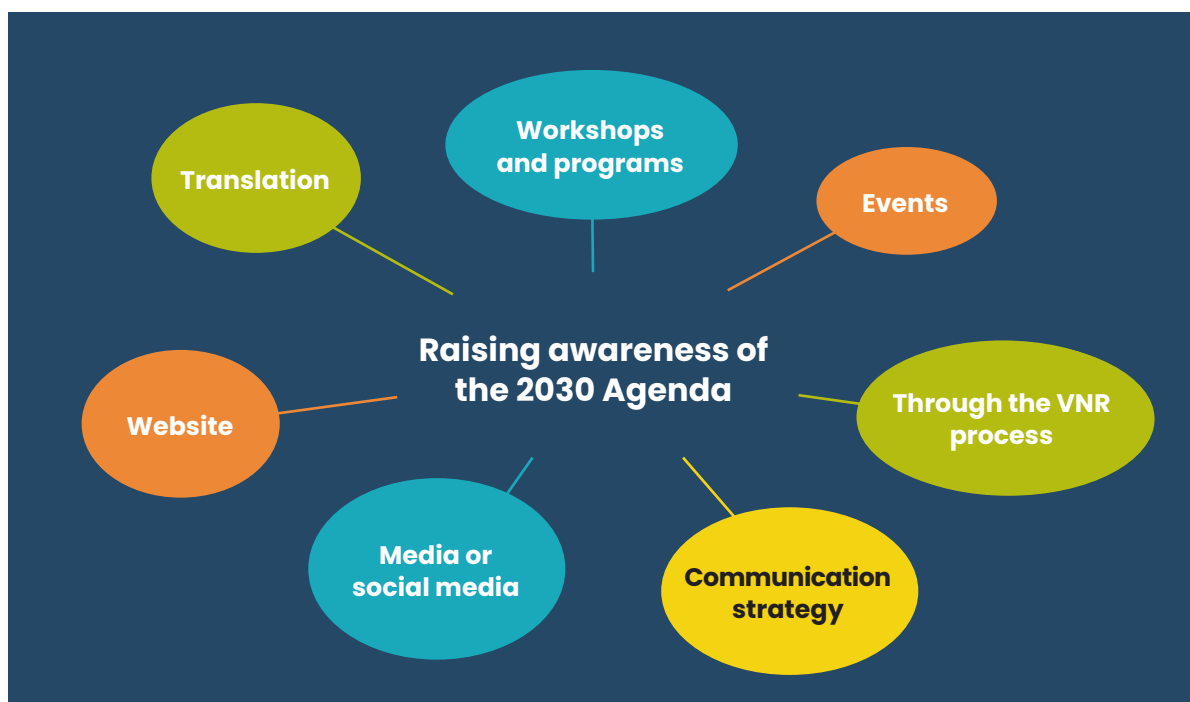 Workshops
and programs
Translation
Events
Raising awareness of
the 2030 Agenda
Through the VNR
process
Website
Media or
social media
Communication
strategy